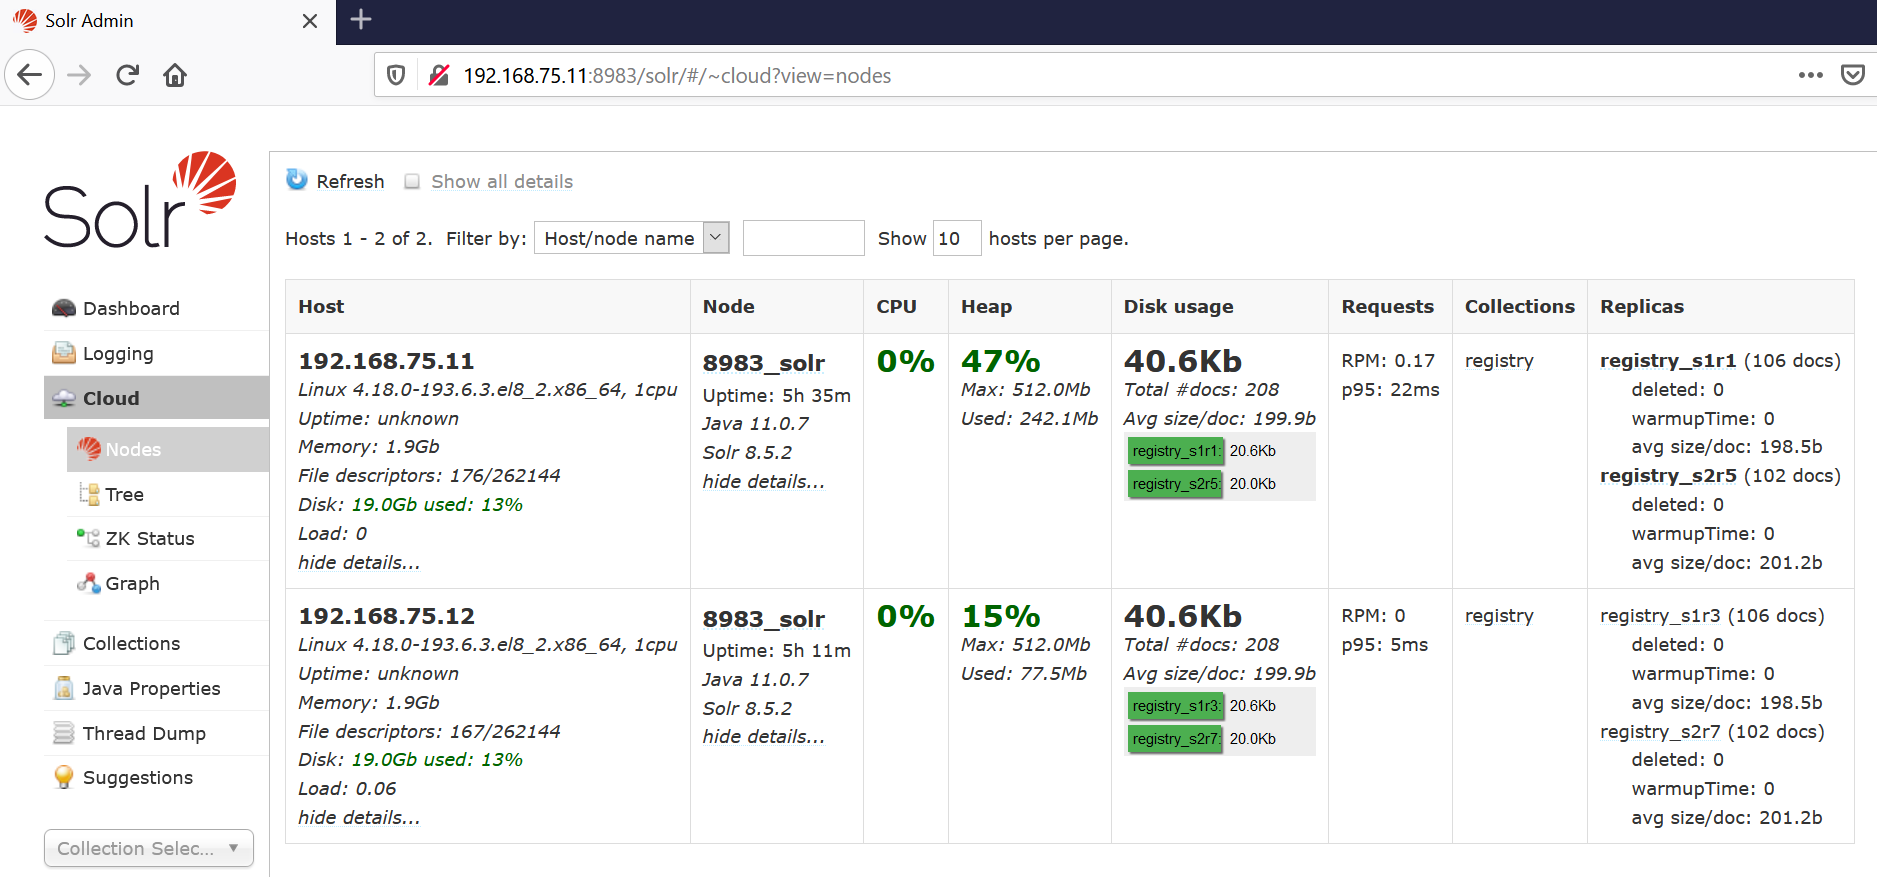 Solr Admin
192.168.75.11:8983/solr/#/~cloud?view=nodes
Solr
Refresh Show all details
Hosts 1 - 2 of 2. Filter by: Host/node name Show 10 hosts per page.
Dashboard
Logging
Cloud
Nodes
Tree
ZK Status
Graph
Collections
Java Properties
Thread Dump
Suggestions
Collection Selec...
Host Node CPU Heap Disk usage Requests Collections Replicas
192.168.75.11
Linux 4.18.0-193.6.3.el8_2.x86_64, 1cpu
Uptime: unknown
Memory: 1.9Gb
File descriptors: 176/262144
Disk: 19.0Gb used: 13%
Load: 0
hide details...
8983_solr
Uptime: 5h 35m
Java 11.0.7
Solr 8.5.2
hide details...
0%
47%
Max: 512.0Mb
Used: 242.1Mb
40.6Kb
Total #docs: 208
Avg size/doc: 199.9b
registry_s1r1: 20.6Kb
registry_s2r5: 20.0Kb
RPM: 0.17
p95: 22ms
registry
registry_s1r1 (106 docs)
deleted: 0
warmupTime: 0
avg size/doc: 198.5b
registry_s2r5 (102 docs)
deleted: 0
warmupTime: 0
avg size/doc: 201.2b
192.168.75.12
Linux 4.18.0-193.6.3.el8_2.x86_64, 1cpu
Uptime: unknown
Memory: 1.9Gb
File descriptors: 167/262144
Disk: 19.0Gb used: 13%
Load: 0.06
hide details...
8983_solr
Uptime: 5h 11m
Java 11.0.7
Solr 8.5.2
hide details...
0%
15%
Max: 512.0Mb
Used: 77.5Mb
40.6Kb
Total #docs: 208
Avg size/doc: 199.9b
registry_s1r3: 20.6Kb
registry_s2r7: 20.0Kb
RPM: 0
p95: 5ms
registry
registry_s1r3 (106 docs)
deleted: 0
warmupTime: 0
avg size/doc: 198.5b
registry_s2r7 (102 docs)
deleted: 0
warmupTime: 0
avg size/doc: 201.2b